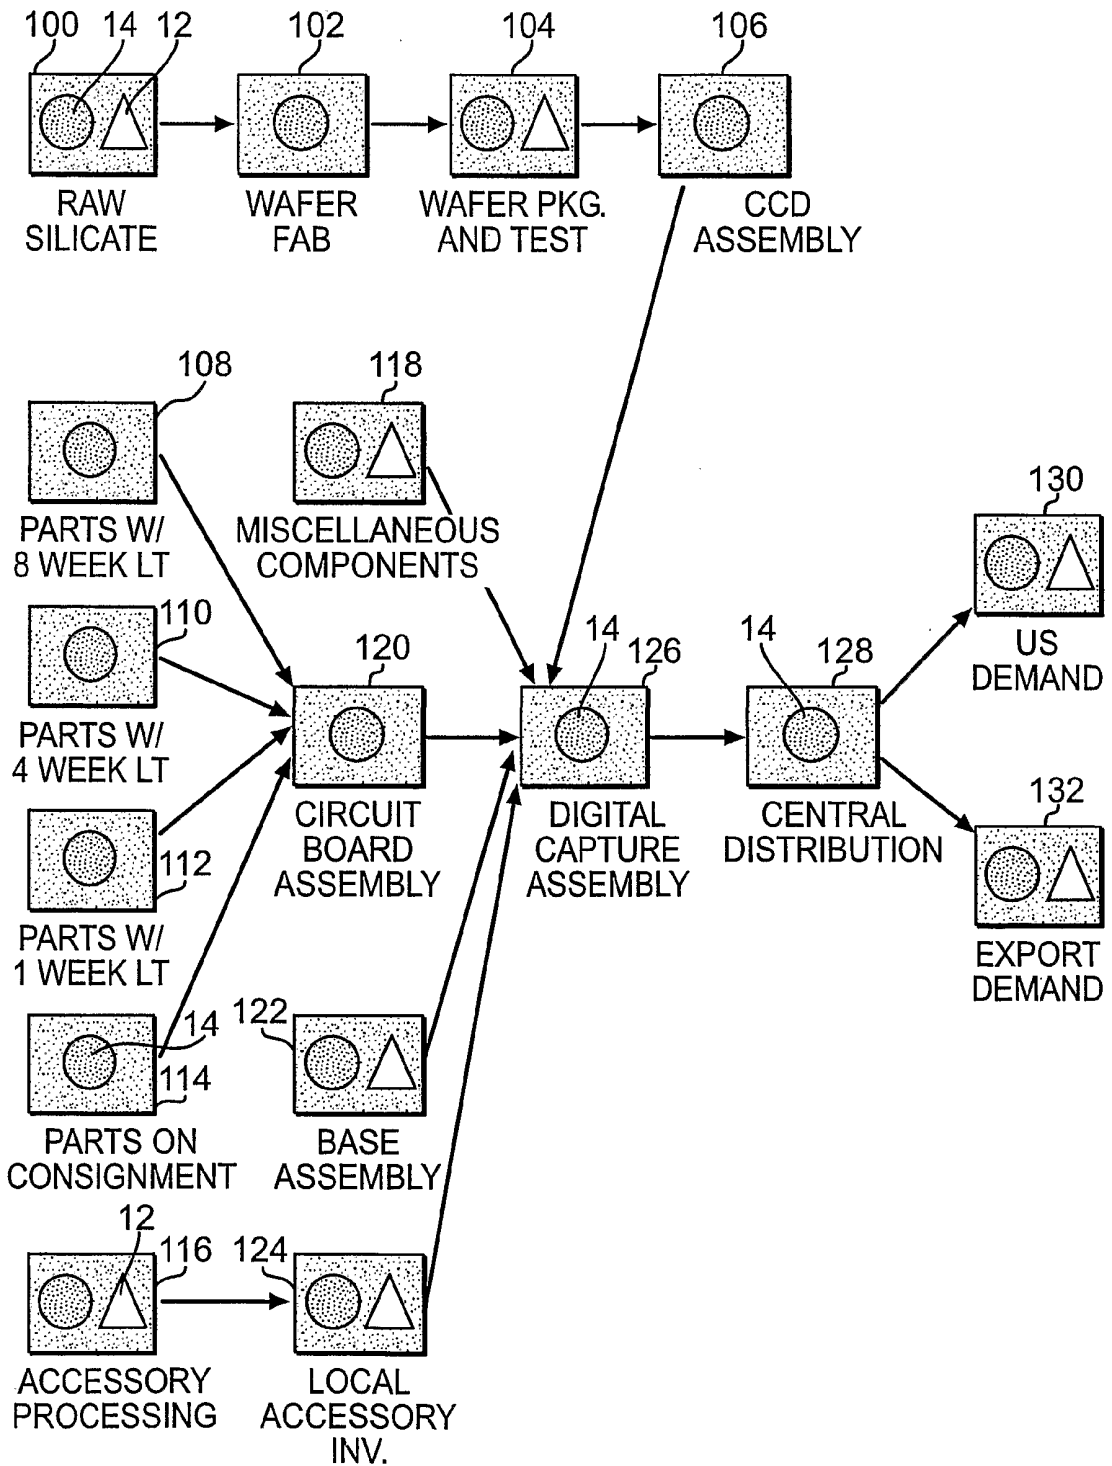 100 14 12 102 104 106
RAW
SILICATE
WAFER
FAB
WAFER PKG.
AND TEST
CCD
ASSEMBLY
108
118
PARTS W/
8 WEEK LT
MISCELLANEOUS
COMPONENTS
130
US
DEMAND
110
PARTS W/
4 WEEK LT
120
14
126
14
128
CIRCUIT
BOARD
ASSEMBLY
DIGITAL
CAPTURE
ASSEMBLY
CENTRAL
DISTRIBUTION
132
EXPORT
DEMAND
112
PARTS W/
1 WEEK LT
14
114
122
PARTS ON
CONSIGNMENT
BASE
ASSEMBLY
12
116
124
ACCESSORY
PROCESSING
LOCAL
ACCESSORY
INV.